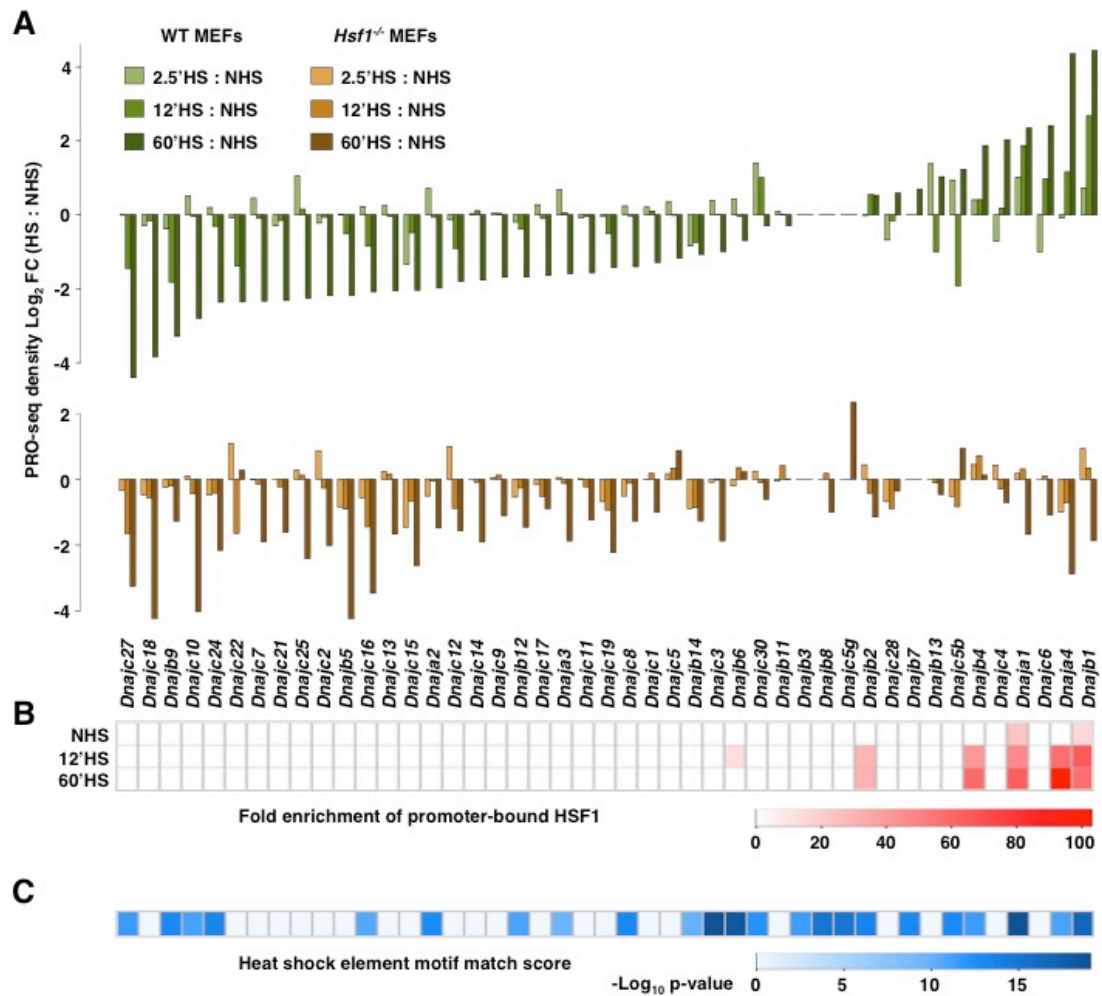 A
WT MEFs
Hsf1-/- MEFs
2.5'HS : NHS
2.5'HS : NHS
12'HS : NHS
12'HS : NHS
60'HS : NHS
60'HS : NHS
PRO-seq density Log2 FC (HS : NHS)
4
2
0
-2
-4
2
0
-2
-4
Dnajc27
Dnajc18
Dnajb9
Dnajc10
Dnajc24
Dnajc22
Dnajc7
Dnajc21
Dnajc25
Dnajc2
Dnajb5
Dnajc16
Dnajc13
Dnajc15
Dnaja2
Dnajc12
Dnajc14
Dnajc9
Dnajb12
Dnajc17
Dnaja3
Dnajc11
Dnajc19
Dnajc8
Dnajc1
Dnajc5
Dnajb14
Dnajc3
Dnajb6
Dnajc30
Dnajb11
Dnajb3
Dnajb8
Dnajc5g
Dnajb2
Dnajc28
Dnajb7
Dnajb13
Dnajc5b
Dnajb4
Dnajc4
Dnaja1
Dnajc6
Dnaja4
Dnajb1
B
NHS
12'HS
60'HS
Fold enrichment of promoter-bound HSF1
0 20 40 60 80 100
C
Heat shock element motif match score
-Log10 p-value
0 5 10 15